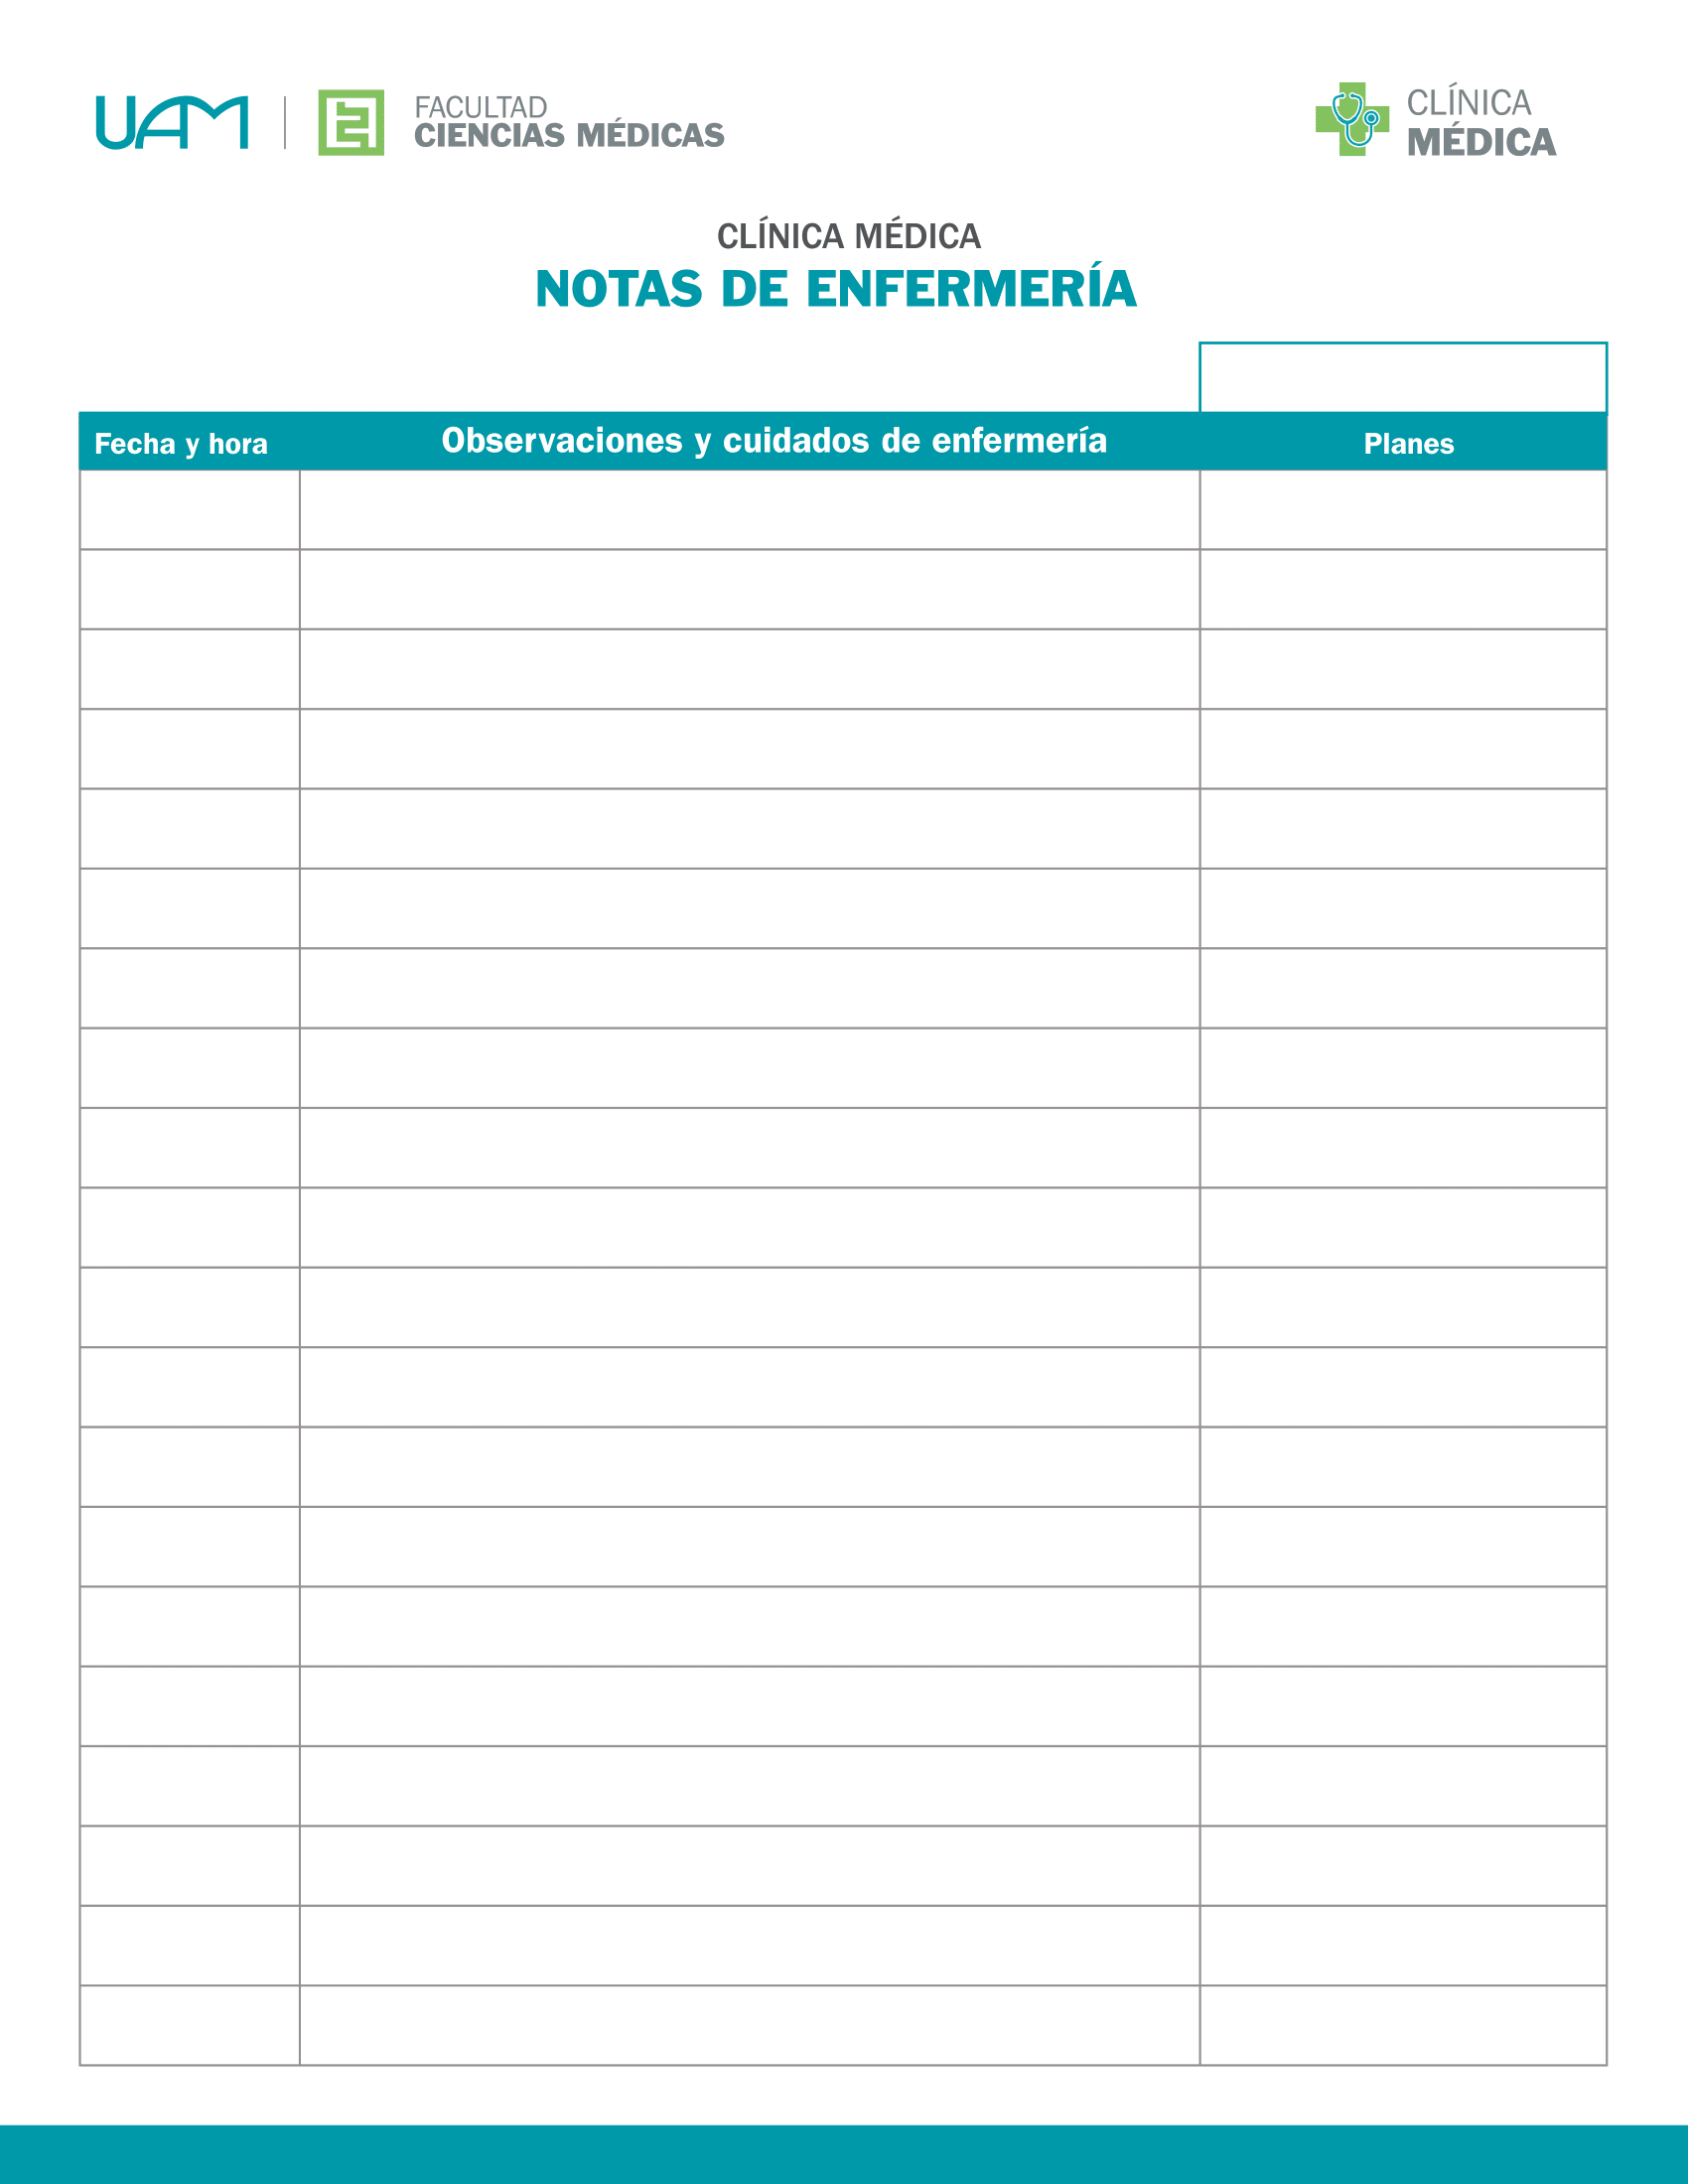 UAM
FACULTAD
CIENCIAS MÉDICAS
CLÍNICA
MÉDICA
CLÍNICA MÉDICA
NOTAS DE ENFERMERÍA
Fecha y hora Observaciones y cuidados de enfermería Planes